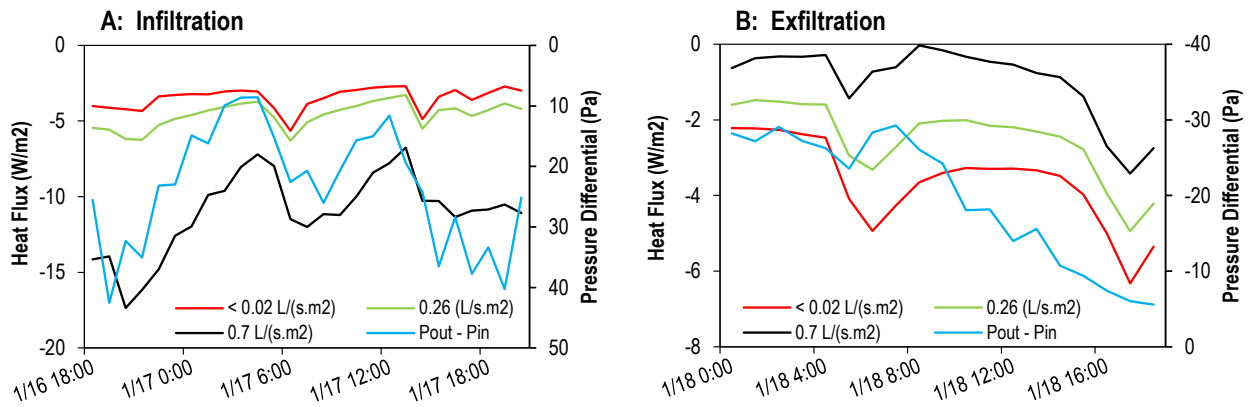 A: Infiltration
0
-5
-10
-15
-20
Heat Flux (W/m2)
0
10
20
30
40
50
Pressure Differential (Pa)
< 0.02 L/(s.m2)
0.26 (L/s.m2)
0.7 L/(s.m2)
Pout - Pin
1/16 18:00
1/17 0:00
1/17 6:00
1/17 12:00
1/17 18:00
B: Exfiltration
0
-2
-4
-6
-8
Heat Flux (W/m2)
-40
-30
-20
-10
0
Pressure Differential (Pa)
< 0.02 L/(s.m2)
0.26 (L/s.m2)
0.7 L/(s.m2)
Pout - Pin
1/18 0:00
1/18 4:00
1/18 8:00
1/18 12:00
1/18 16:00